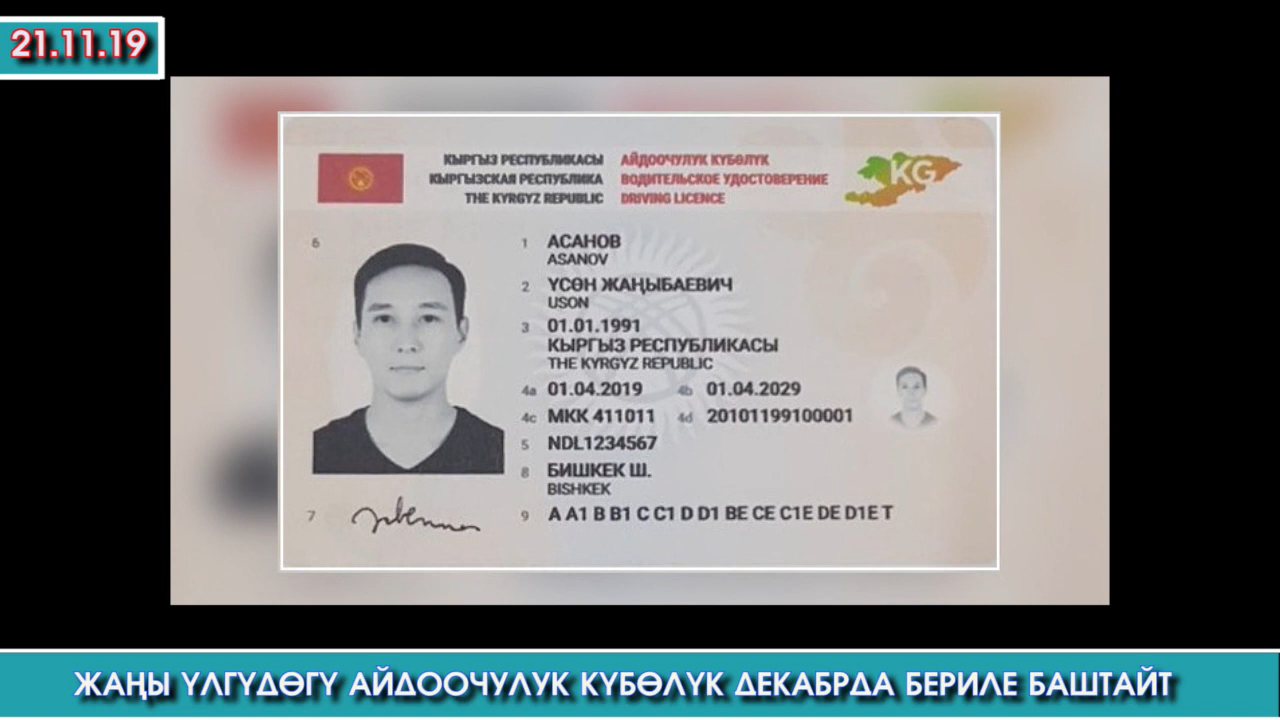 21.11.19
КЫРГЫЗ РЕСПУБЛИКАСЫ
КЫРГЫЗСКАЯ РЕСПУБЛИКА
THE KYRGYZ REPUBLIC
АЙДООЧУЛУК КҮБӨЛҮК
ВОДИТЕЛЬСКОЕ УДОСТОВЕРЕНИЕ
DRIVING LICENCE
KG
6
1 АСАНОВ
ASANOV
2 ҮСӨН ЖАҢЫБАЕВИЧ
USON
3 01.01.1991
КЫРГЫЗ РЕСПУБЛИКАСЫ
THE KYRGYZ REPUBLIC
4a 01.04.2019 4b 01.04.2029
4c МКК 411011 4d 20101199100001
5 NDL1234567
8 БИШКЕК Ш.
BISHKEK
7
9 A A1 B B1 C C1 D D1 BE CE C1E DE D1E T
ЖАҢЫ ҮЛГҮДӨГҮ АЙДООЧУЛУК КҮБӨЛҮК ДЕКАБРДА БЕРИЛЕ БАШТАЙТ